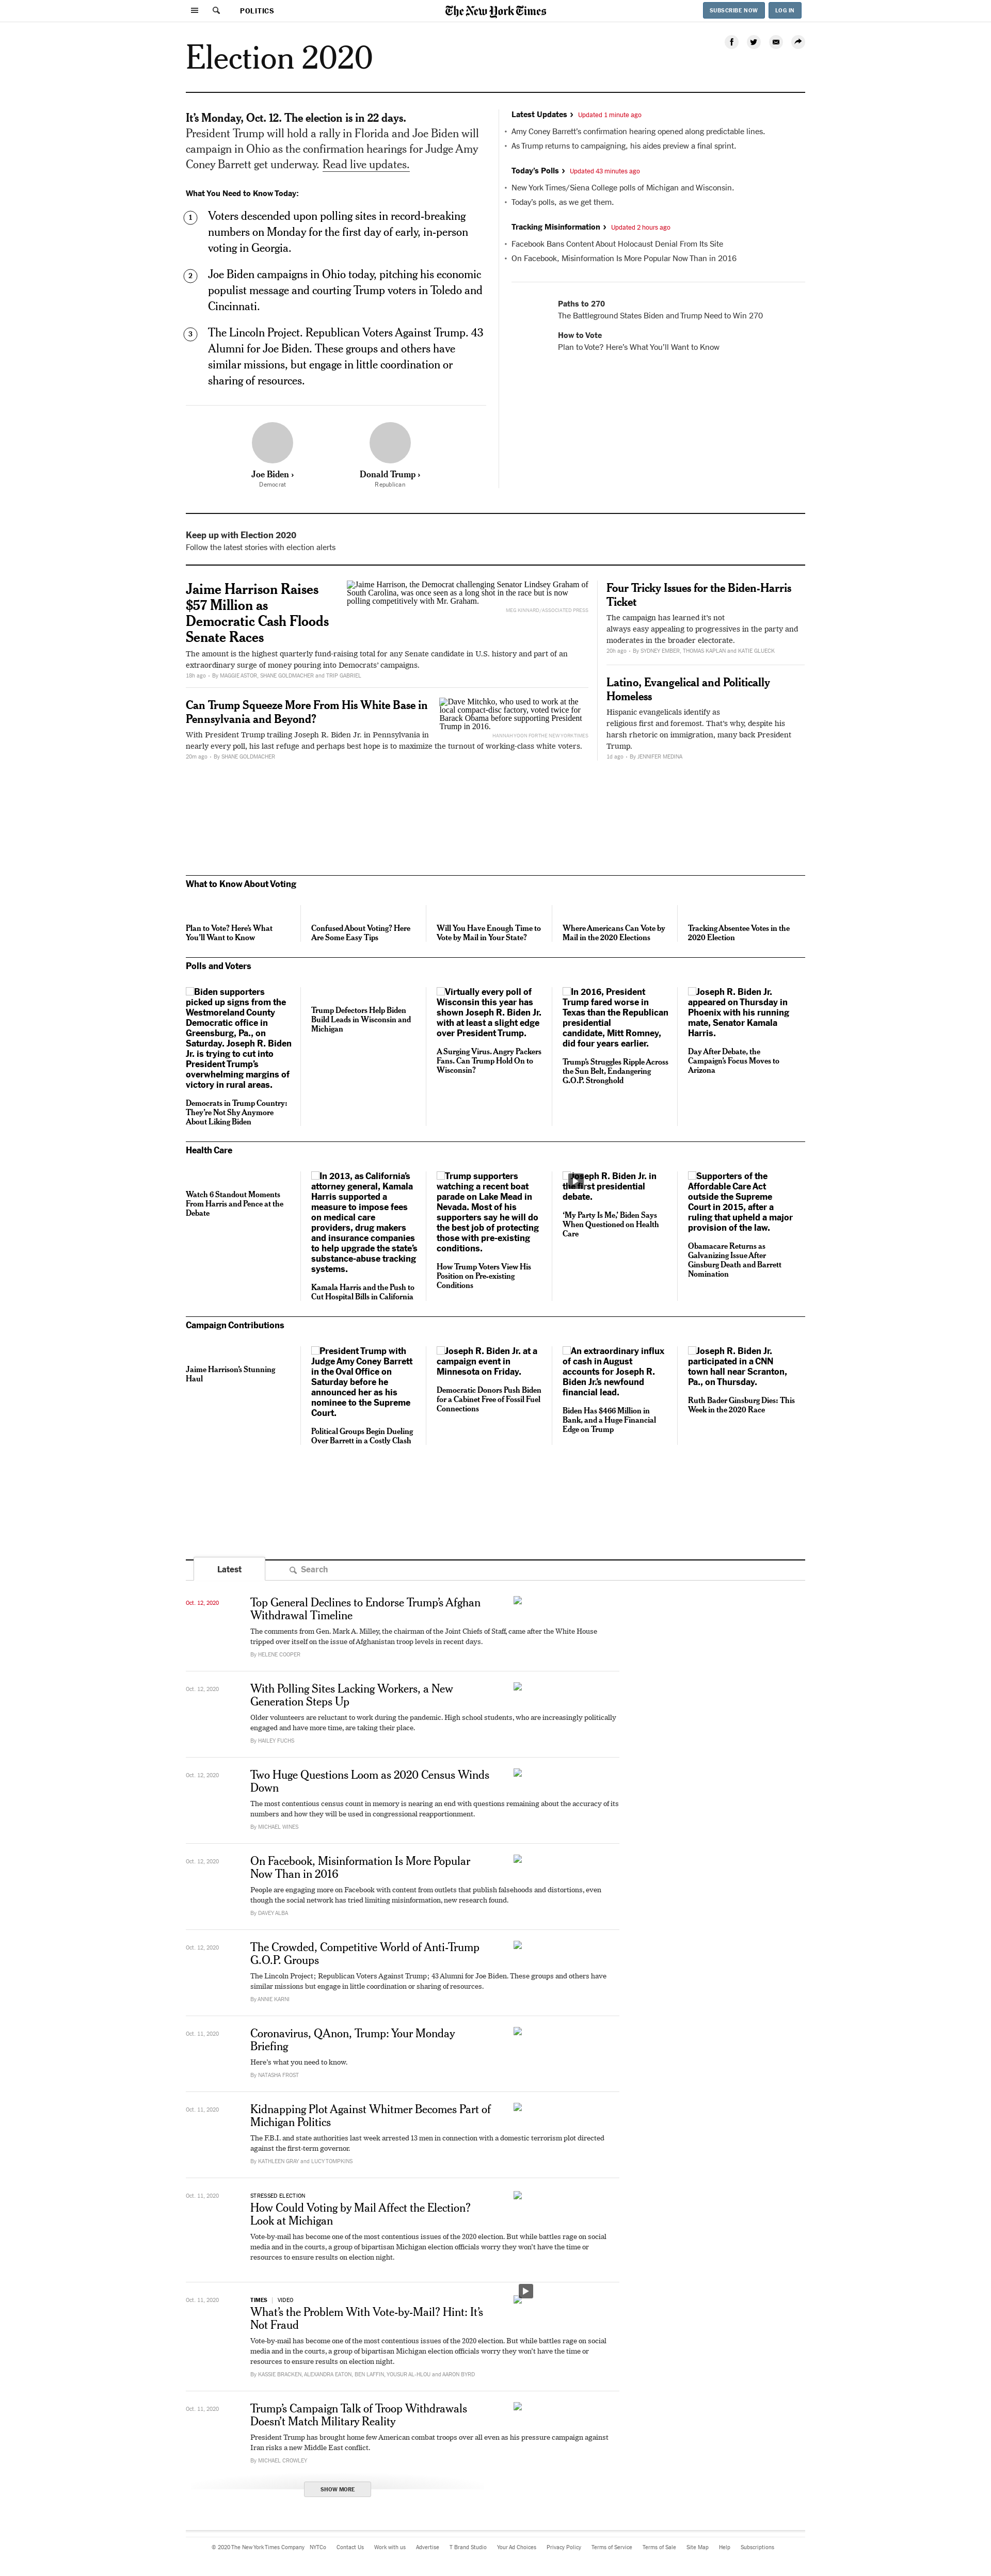 POLITICS
The New York Times
SUBSCRIBE NOW
LOG IN
Election 2020
It's Monday, Oct. 12. The election is in 22 days.
President Trump will hold a rally in Florida and Joe Biden will
campaign in Ohio as the confirmation hearings for Judge Amy
Coney Barrett get underway. Read live updates.
What You Need to Know Today:
1
Voters descended upon polling sites in record-breaking
numbers on Monday for the first day of early, in-person
voting in Georgia.
2
Joe Biden campaigns in Ohio today, pitching his economic
populist message and courting Trump voters in Toledo and
Cincinnati.
3
The Lincoln Project. Republican Voters Against Trump. 43
Alumni for Joe Biden. These groups and others have
similar missions, but engage in little coordination or
sharing of resources.
Joe Biden ›
Democrat
Donald Trump ›
Republican
Latest Updates › Updated 1 minute ago
• Amy Coney Barrett's confirmation hearing opened along predictable lines.
• As Trump returns to campaigning, his aides preview a final sprint.
Today's Polls › Updated 43 minutes ago
• New York Times/Siena College polls of Michigan and Wisconsin.
• Today's polls, as we get them.
Tracking Misinformation › Updated 2 hours ago
• Facebook Bans Content About Holocaust Denial From Its Site
• On Facebook, Misinformation Is More Popular Now Than in 2016
Paths to 270
The Battleground States Biden and Trump Need to Win 270
How to Vote
Plan to Vote? Here's What You'll Want to Know
Keep up with Election 2020
Follow the latest stories with election alerts
Jaime Harrison Raises
$57 Million as
Democratic Cash Floods
Senate Races
Jaime Harrison, the Democrat challenging Senator Lindsey Graham of
South Carolina, was once seen as a long shot in the race but is now
polling competitively with Mr. Graham.
MEG KINNARD/ASSOCIATED PRESS
The amount is the highest quarterly fund-raising total for any Senate candidate in U.S. history and part of an
extraordinary surge of money pouring into Democrats' campaigns.
19h ago • By MAGGIE ASTOR, SHANE GOLDMACHER and TRIP GABRIEL
Can Trump Squeeze More From His White Base in
Pennsylvania and Beyond?
Dave Mitchko, who used to work at the
local compact-disc factory, voted twice for
Barack Obama before supporting President
Trump in 2016.
HANNAH YOON FOR THE NEW YORK TIMES
With President Trump trailing Joseph R. Biden Jr. in Pennsylvania in
nearly every poll, his last refuge and perhaps best hope is to maximize the turnout of working-class white voters.
20m ago • By SHANE GOLDMACHER
Four Tricky Issues for the Biden-Harris
Ticket
The campaign has learned it's not
always easy appealing to progressives in the party and
moderates in the broader electorate.
20h ago • By SYDNEY EMBER, THOMAS KAPLAN and KATIE GLUECK
Latino, Evangelical and Politically
Homeless
Hispanic evangelicals identify as
religious first and foremost. That's why, despite his
harsh rhetoric on immigration, many back President
Trump.
1d ago • By JENNIFER MEDINA
What to Know About Voting
Plan to Vote? Here's What
You'll Want to Know
Confused About Voting? Here
Are Some Easy Tips
Will You Have Enough Time to
Vote by Mail in Your State?
Where Americans Can Vote by
Mail in the 2020 Elections
Tracking Absentee Votes in the
2020 Election
Polls and Voters
Biden supporters
picked up signs from the
Westmoreland County
Democratic office in
Greensburg, Pa., on
Saturday. Joseph R. Biden
Jr. is trying to cut into
President Trump's
overwhelming margins of
victory in rural areas.
Democrats in Trump Country:
They're Not Shy Anymore
About Liking Biden
Trump Defectors Help Biden
Build Leads in Wisconsin and
Michigan
Virtually every poll of
Wisconsin this year has
shown Joseph R. Biden Jr.
with at least a slight edge
over President Trump.
A Surging Virus. Angry Packers
Fans. Can Trump Hold On to
Wisconsin?
In 2016, President
Trump fared worse in
Texas than the Republican
presidential
candidate, Mitt Romney,
did four years earlier.
Trump's Struggles Ripple Across
the Sun Belt, Endangering
G.O.P. Stronghold
Joseph R. Biden Jr.
appeared on Thursday in
Phoenix with his running
mate, Senator Kamala
Harris.
Day After Debate, the
Campaign's Focus Moves to
Arizona
Health Care
Watch 6 Standout Moments
From Harris and Pence at the
Debate
In 2013, as California's
attorney general, Kamala
Harris supported a
measure to impose fees
on medical care
providers, drug makers
and insurance companies
to help upgrade the state's
substance-abuse tracking
systems.
Kamala Harris and the Push to
Cut Hospital Bills in California
Trump supporters
watching a recent boat
parade on Lake Mead in
Nevada. Most of his
supporters say he will do
the best job of protecting
those with pre-existing
conditions.
How Trump Voters View His
Position on Pre-existing
Conditions
Joseph R. Biden Jr. in
the first presidential
debate.
'My Party Is Me,' Biden Says
When Questioned on Health
Care
Supporters of the
Affordable Care Act
outside the Supreme
Court in 2015, after a
ruling that upheld a major
provision of the law.
Obamacare Returns as
Galvanizing Issue After
Ginsburg Death and Barrett
Nomination
Campaign Contributions
Jaime Harrison's Stunning
Haul
President Trump with
Judge Amy Coney Barrett
in the Oval Office on
Saturday before he
announced her as his
nominee to the Supreme
Court.
Political Groups Begin Dueling
Over Barrett in a Costly Clash
Joseph R. Biden Jr. at a
campaign event in
Minnesota on Friday.
Democratic Donors Push Biden
for a Cabinet Free of Fossil Fuel
Connections
An extraordinary influx
of cash in August
accounts for Joseph R.
Biden Jr.'s newfound
financial lead.
Biden Has $466 Million in
Bank, and a Huge Financial
Edge on Trump
Joseph R. Biden Jr.
participated in a CNN
town hall near Scranton,
Pa., on Thursday.
Ruth Bader Ginsburg Dies: This
Week in the 2020 Race
Latest
Search
Oct. 12, 2020
Top General Declines to Endorse Trump's Afghan
Withdrawal Timeline
The comments from Gen. Mark A. Milley, the chairman of the Joint Chiefs of Staff, came after the White House
tripped over itself on the issue of Afghanistan troop levels in recent days.
By HELENE COOPER
Oct. 12, 2020
With Polling Sites Lacking Workers, a New
Generation Steps Up
Older volunteers are reluctant to work during the pandemic. High school students, who are increasingly politically
engaged and have more time, are taking their place.
By HAILEY FUCHS
Oct. 12, 2020
Two Huge Questions Loom as 2020 Census Winds
Down
The most contentious census count in memory is nearing an end with questions remaining about the accuracy of its
numbers and how they will be used in congressional reapportionment.
By MICHAEL WINES
Oct. 12, 2020
On Facebook, Misinformation Is More Popular
Now Than in 2016
People are engaging more on Facebook with content from outlets that publish falsehoods and distortions, even
though the social network has tried limiting misinformation, new research found.
By DAVEY ALBA
Oct. 12, 2020
The Crowded, Competitive World of Anti-Trump
G.O.P. Groups
The Lincoln Project; Republican Voters Against Trump; 43 Alumni for Joe Biden. These groups and others have
similar missions but engage in little coordination or sharing of resources.
By ANNIE KARNI
Oct. 11, 2020
Coronavirus, QAnon, Trump: Your Monday
Briefing
Here's what you need to know.
By NATASHA FROST
Oct. 11, 2020
Kidnapping Plot Against Whitmer Becomes Part of
Michigan Politics
The F.B.I. and state authorities last week arrested 13 men in connection with a domestic terrorism plot directed
against the first-term governor.
By KATHLEEN GRAY and LUCY TOMPKINS
Oct. 11, 2020
STRESSED ELECTION
How Could Voting by Mail Affect the Election?
Look at Michigan
Vote-by-mail has become one of the most contentious issues of the 2020 election. But while battles rage on social
media and in the courts, a group of bipartisan Michigan election officials worry they won't have the time or
resources to ensure results on election night.
Oct. 11, 2020
TIMES | VIDEO
What's the Problem With Vote-by-Mail? Hint: It's
Not Fraud
Vote-by-mail has become one of the most contentious issues of the 2020 election. But while battles rage on social
media and in the courts, a group of bipartisan Michigan election officials worry they won't have the time or
resources to ensure results on election night.
By KASSIE BRACKEN, ALEXANDRA EATON, BEN LAFFIN, YOUSUR AL-HLOU and AARON BYRD
Oct. 11, 2020
Trump's Campaign Talk of Troop Withdrawals
Doesn't Match Military Reality
President Trump has brought home few American combat troops over all even as his pressure campaign against
Iran risks a new Middle East conflict.
By MICHAEL CROWLEY
SHOW MORE
© 2020 The New York Times Company NYTCo Contact Us Work with us Advertise T Brand Studio Your Ad Choices Privacy Policy Terms of Service Terms of Sale Site Map Help Subscriptions